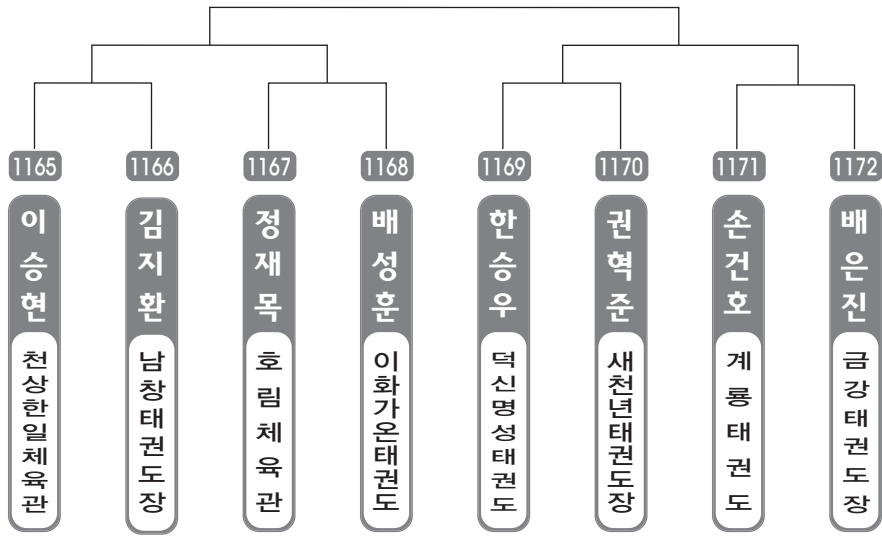 1165
이승현
천상한일체육관
1166
김지환
남창태권도장
1167
정재목
호림체육관
1168
배성훈
이화가온태권도
1169
한승우
덕신명성태권도
1170
권혁준
새천년태권도장
1171
손건호
계룡태권도
1172
배은진
금강태권도장